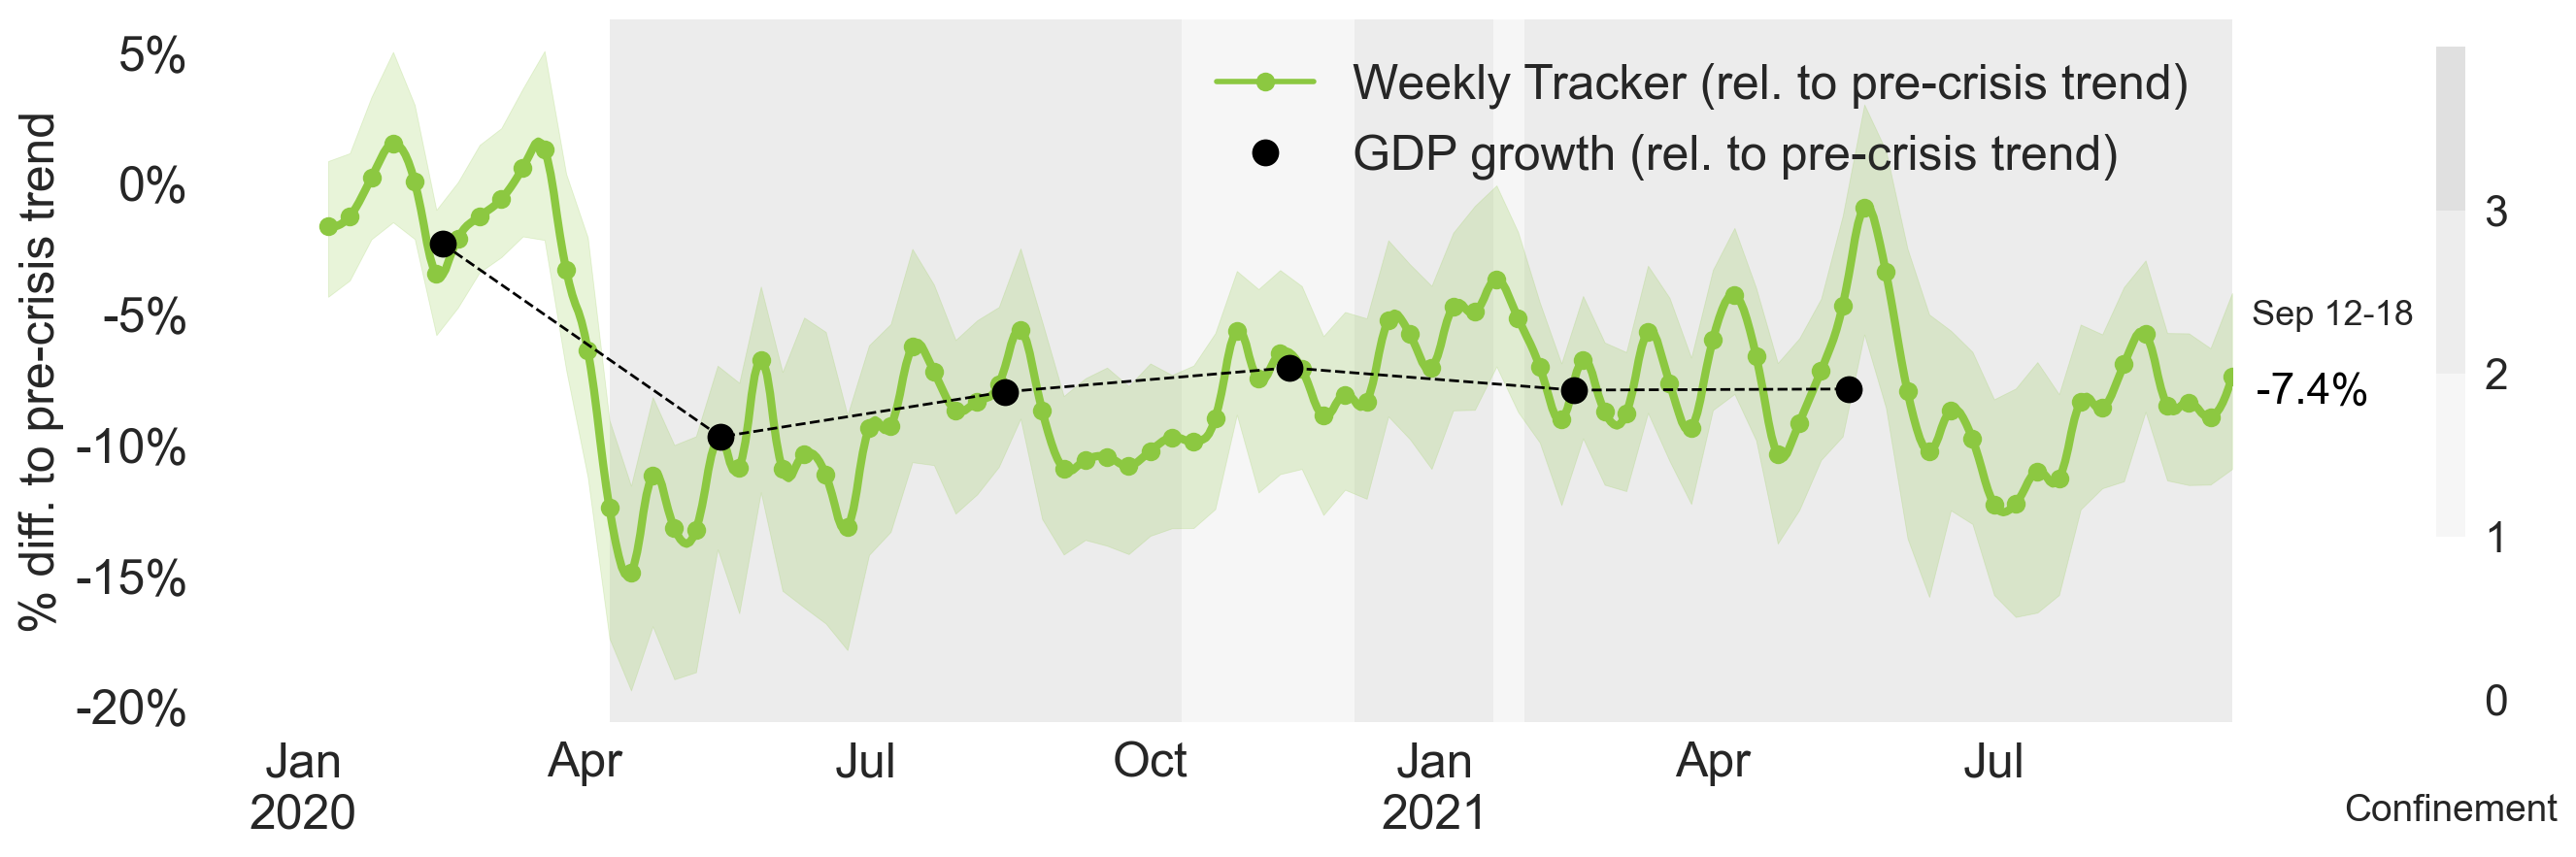 % diff. to pre-crisis trend
5%
0%
-5%
-10%
-15%
-20%
Weekly Tracker (rel. to pre-crisis trend)
GDP growth (rel. to pre-crisis trend)
Sep 12-18
-7.4%
3
2
1
0
Jan Apr Jul Oct Jan Apr Jul
2020 2021
Confinement